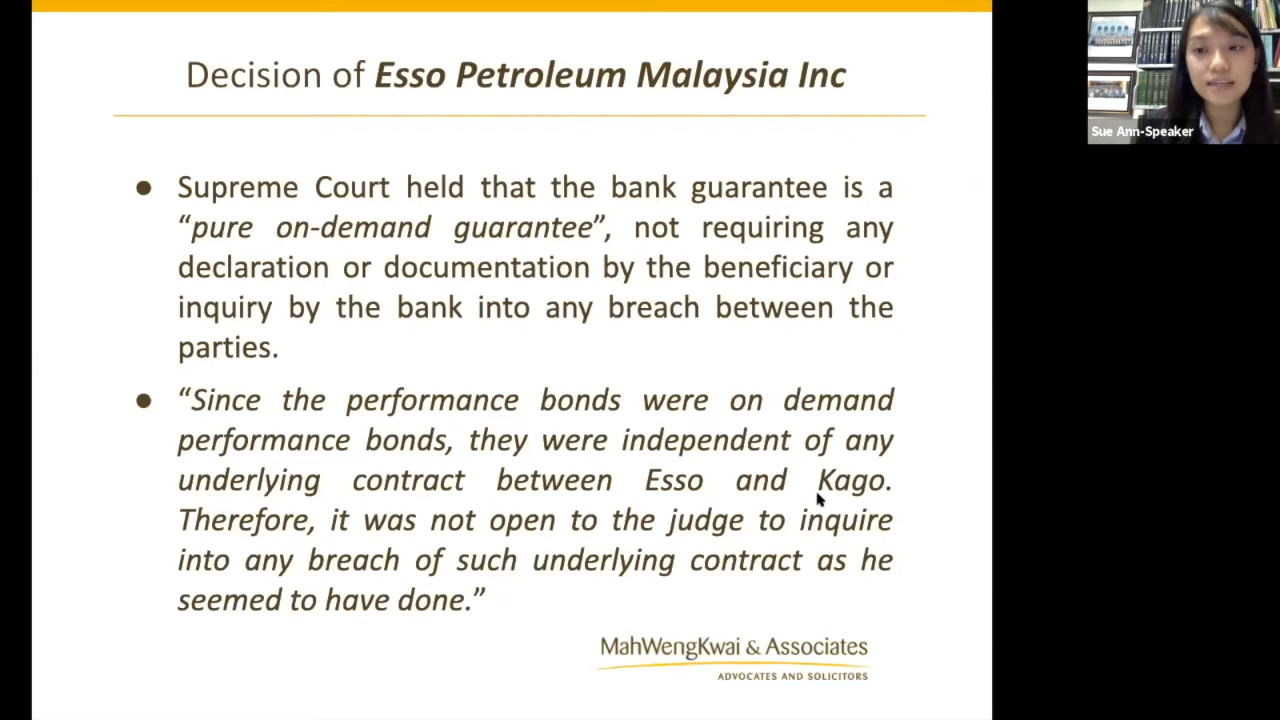 Decision of Esso Petroleum Malaysia Inc
Sue Ann-Speaker
● Supreme Court held that the bank guarantee is a
“pure on-demand guarantee”, not requiring any
declaration or documentation by the beneficiary or
inquiry by the bank into any breach between the
parties.
● “Since the performance bonds were on demand
performance bonds, they were independent of any
underlying contract between Esso and Kago.
Therefore, it was not open to the judge to inquire
into any breach of such underlying contract as he
seemed to have done.”
MahWengKwai & Associates
ADVOCATES AND SOLICITORS